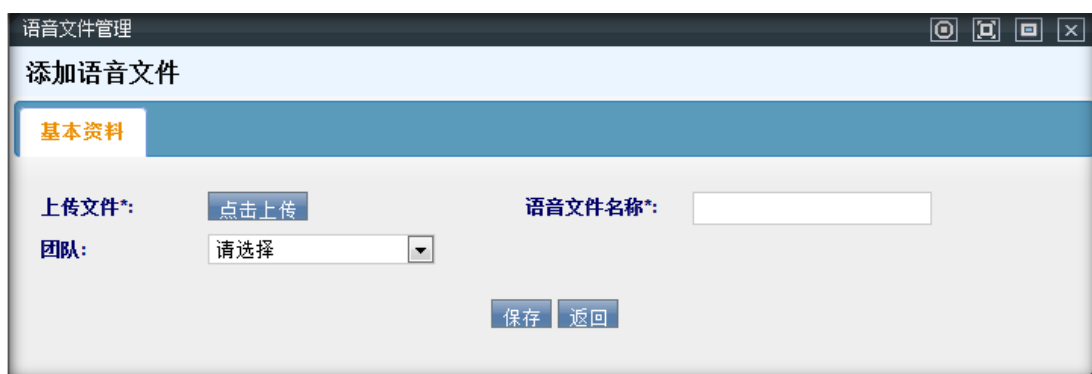 语音文件管理
添加语音文件
基本资料
上传文件*: 点击上传 语音文件名称*:
团队: 请选择
保存 返回